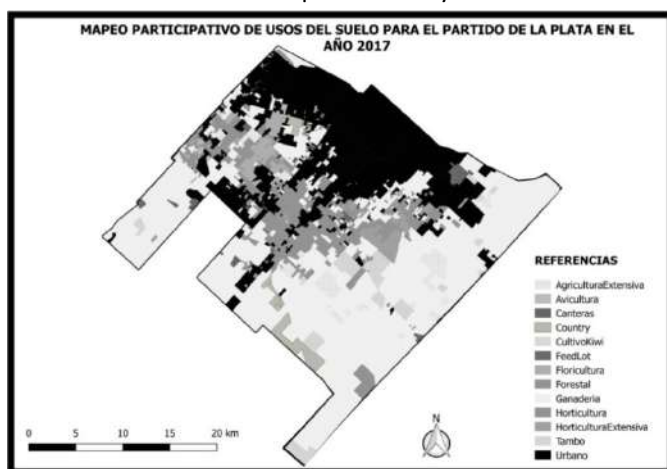 MAPEO PARTICIPATIVO DE USOS DEL SUELO PARA EL PARTIDO DE LA PLATA EN EL
AÑO 2017
REFERENCIAS
AgriculturaExtensiva
Avicultura
Canteras
Country
CultivoKiwi
FeedLot
Floricultura
Forestal
Ganaderia
Horticultura
HorticulturaExtensiva
Tambo
Urbano
N
0 5 10 15 20 km